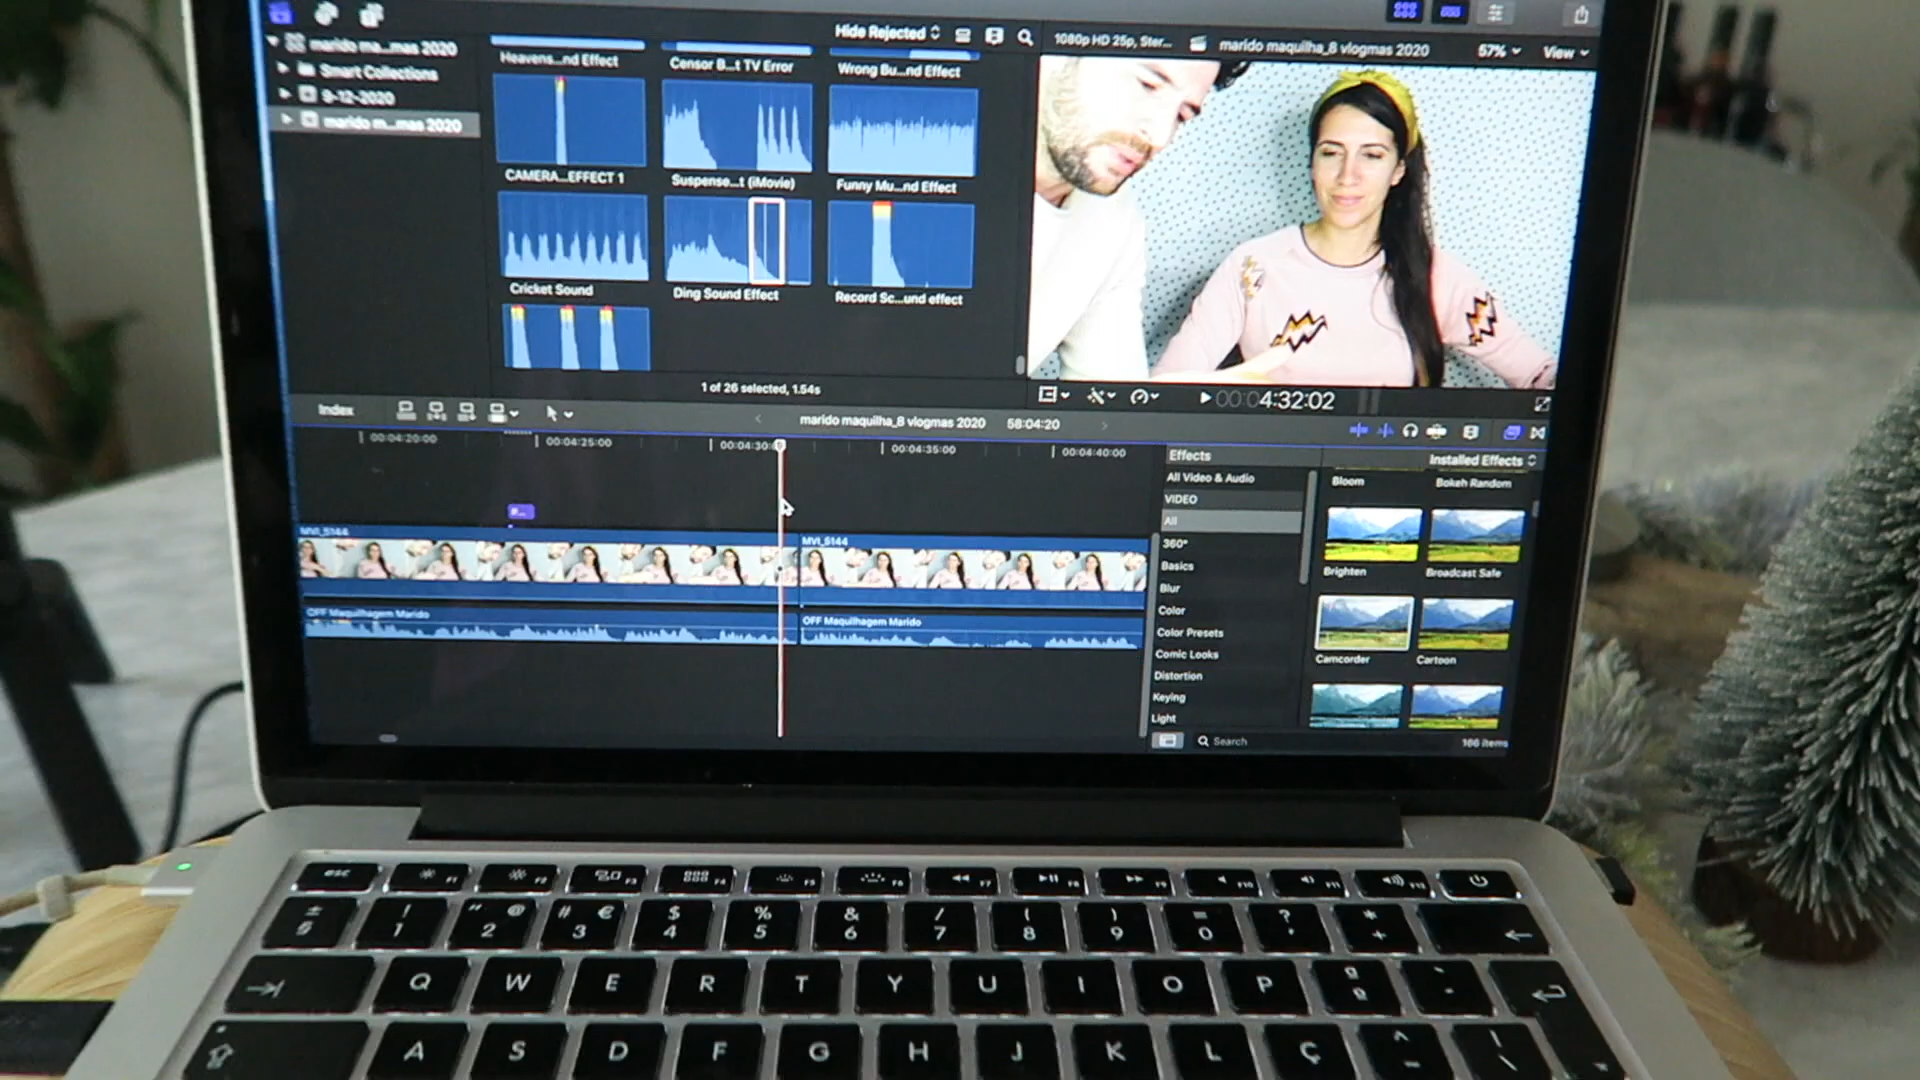 marido ma...mas 2020
Smart Collections
9-12-2020
marido m...mas 2020
Hide Rejected
Heavens...nd Effect
Censor B...t TV Error
Wrong Bu...nd Effect
CAMERA...EFFECT 1
Suspense...t (iMovie)
Funny Mu...nd Effect
Cricket Sound
Ding Sound Effect
Record Sc...und effect
1 of 26 selected, 1.54s
1080p HD 25p, Ster...
marido maquilha_8 vlogmas 2020
57%
View
00:04:32:02
Index
marido maquilha_8 vlogmas 2020
58:04:20
00:04:20:00
00:04:25:00
00:04:30
00:04:35:00
00:04:40:00
MVI_5144
MVI_5144
OFF Maquilhagem Marido
OFF Maquilhagem Marido
Effects
Installed Effects
All Video & Audio
VIDEO
All
360°
Basics
Blur
Color
Color Presets
Comic Looks
Distortion
Keying
Light
Bloom
Bokeh Random
Brighten
Broadcast Safe
Camcorder
Cartoon
Search
166 items
esc F1 F2 F3 F4 F5 F6 F7 F8 F9 F10 F11 F12
± ! " @ # € $ % & / ( ) = ? *
§ 1 2 3 4 5 6 7 8 9 0 ' +
Q W E R T Y U I O P ª º
A S D F G H J K L Ç